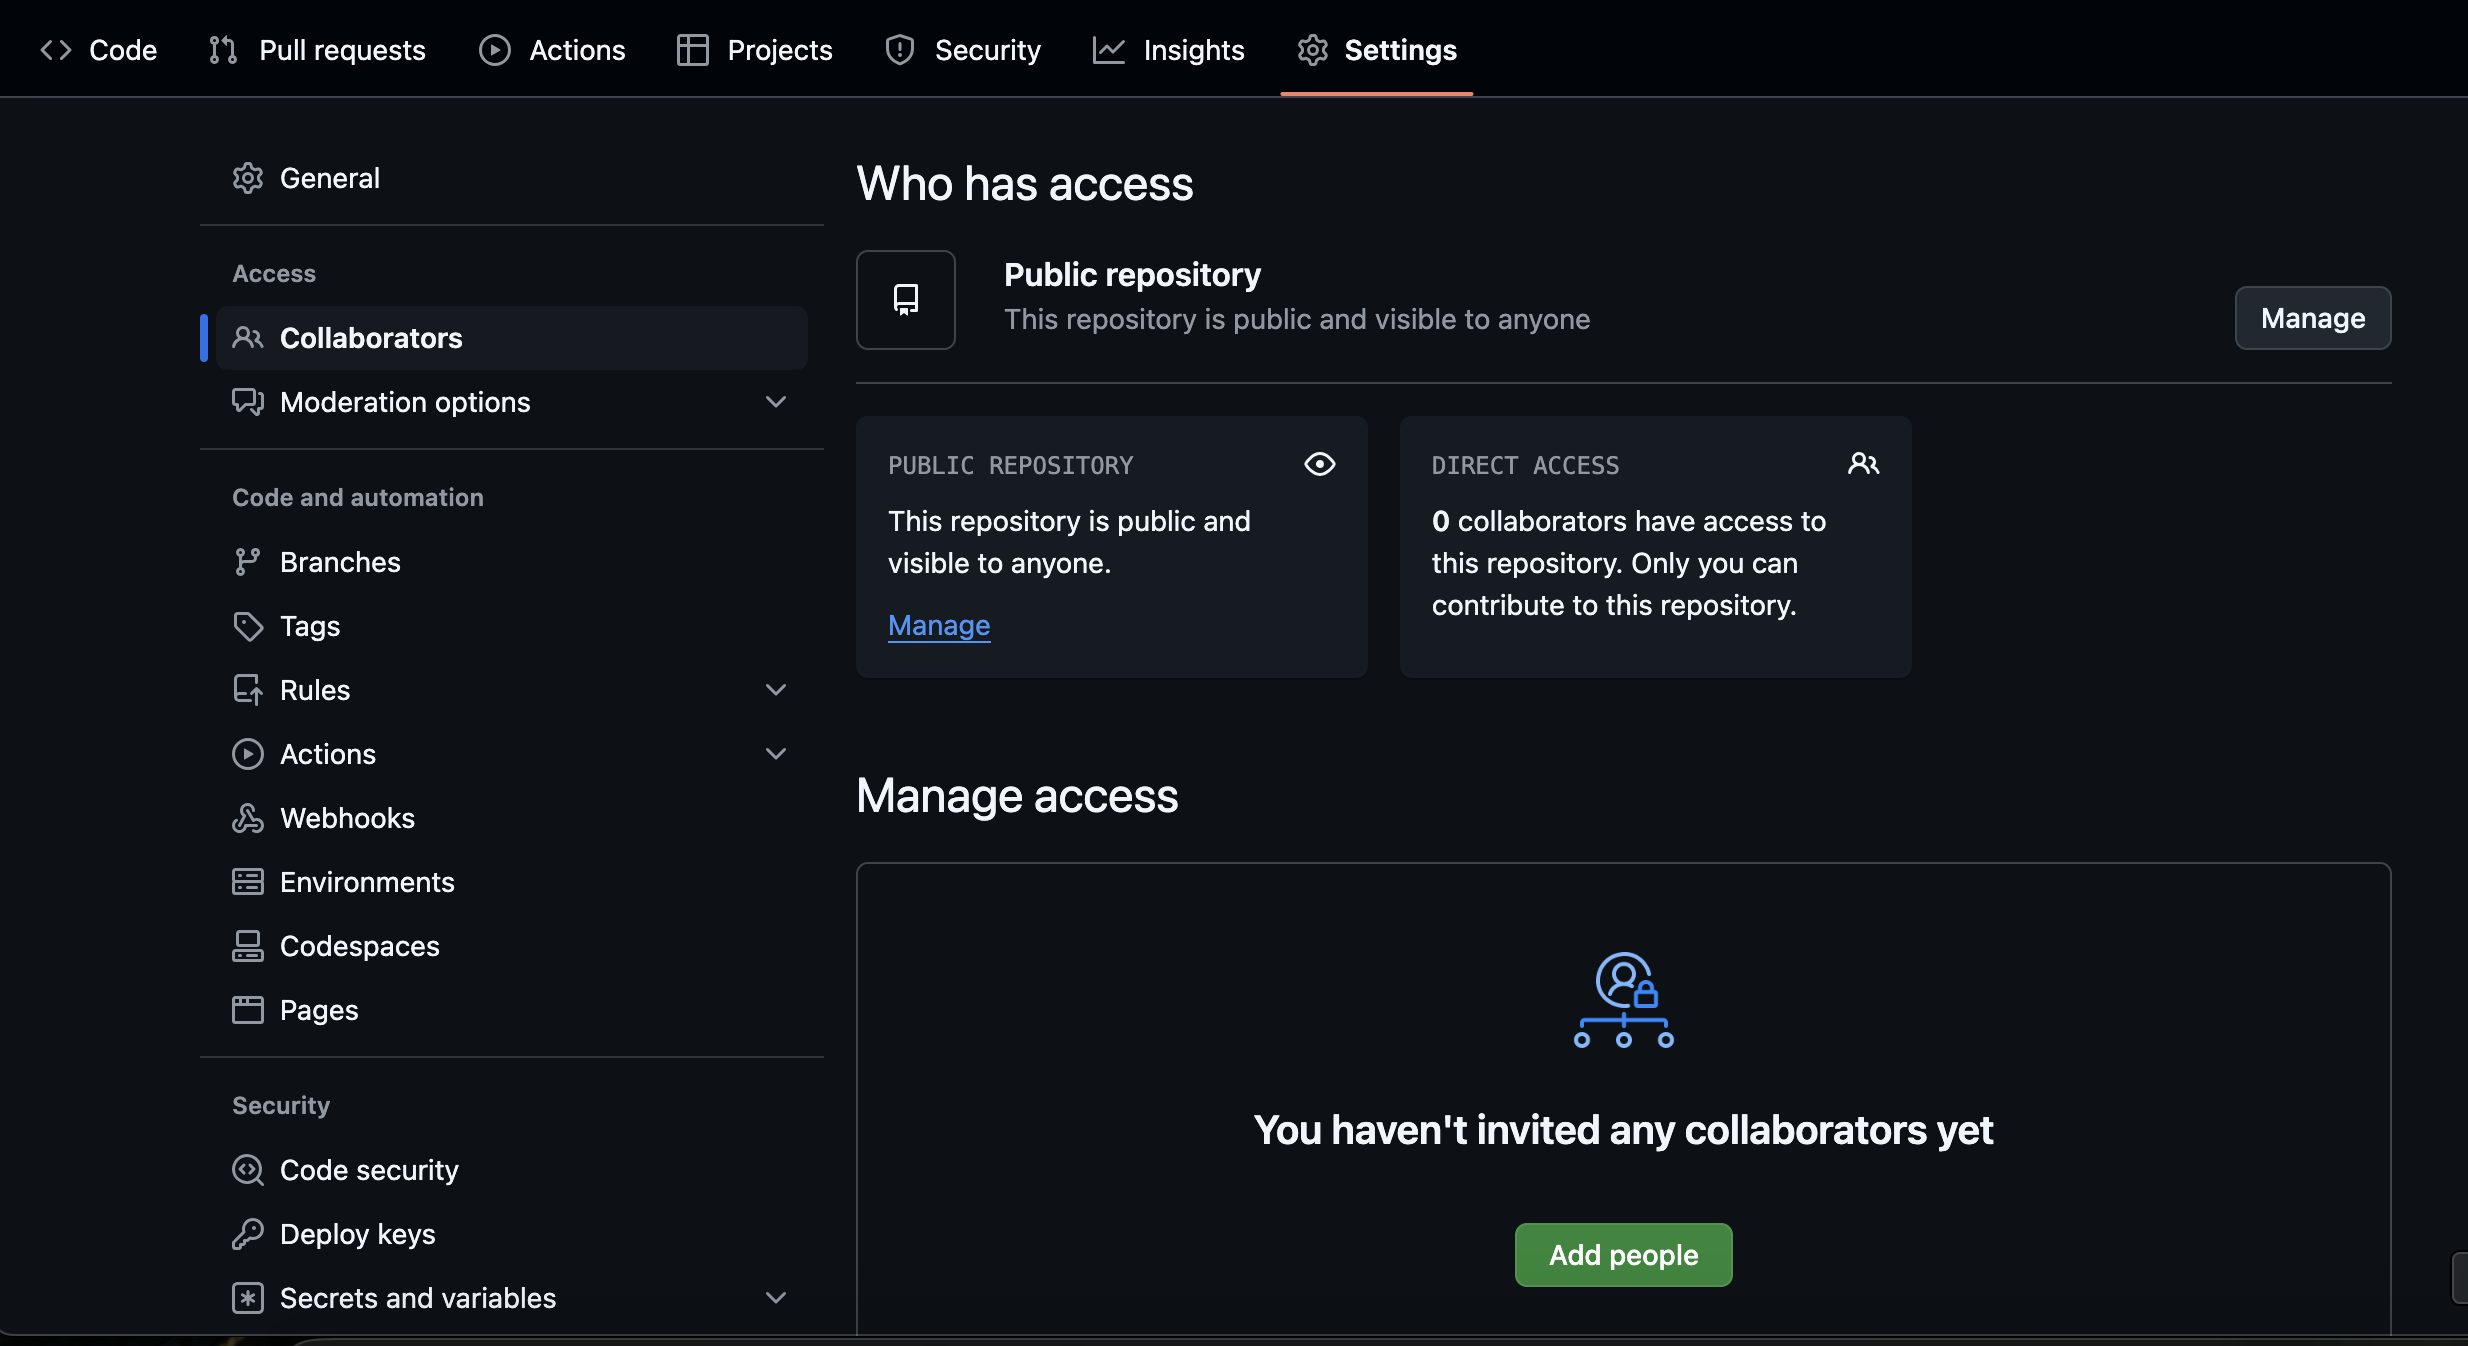 Code
Pull requests
Actions
Projects
Security
Insights
Settings
General
Access
Collaborators
Moderation options
Code and automation
Branches
Tags
Rules
Actions
Webhooks
Environments
Codespaces
Pages
Security
Code security
Deploy keys
Secrets and variables
Who has access
Public repository
This repository is public and visible to anyone
Manage
PUBLIC REPOSITORY
This repository is public and
visible to anyone.
Manage
DIRECT ACCESS
0 collaborators have access to
this repository. Only you can
contribute to this repository.
Manage access
You haven't invited any collaborators yet
Add people